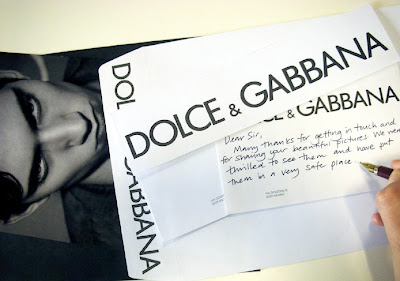 DOL
DOLCE & GABBANA
CE & GABBANA
GABBANA
Dear Sir,
Many thanks for getting in touch and
for sharing your beautiful pictures. We were
thrilled to see them and have put
them in a very safe place